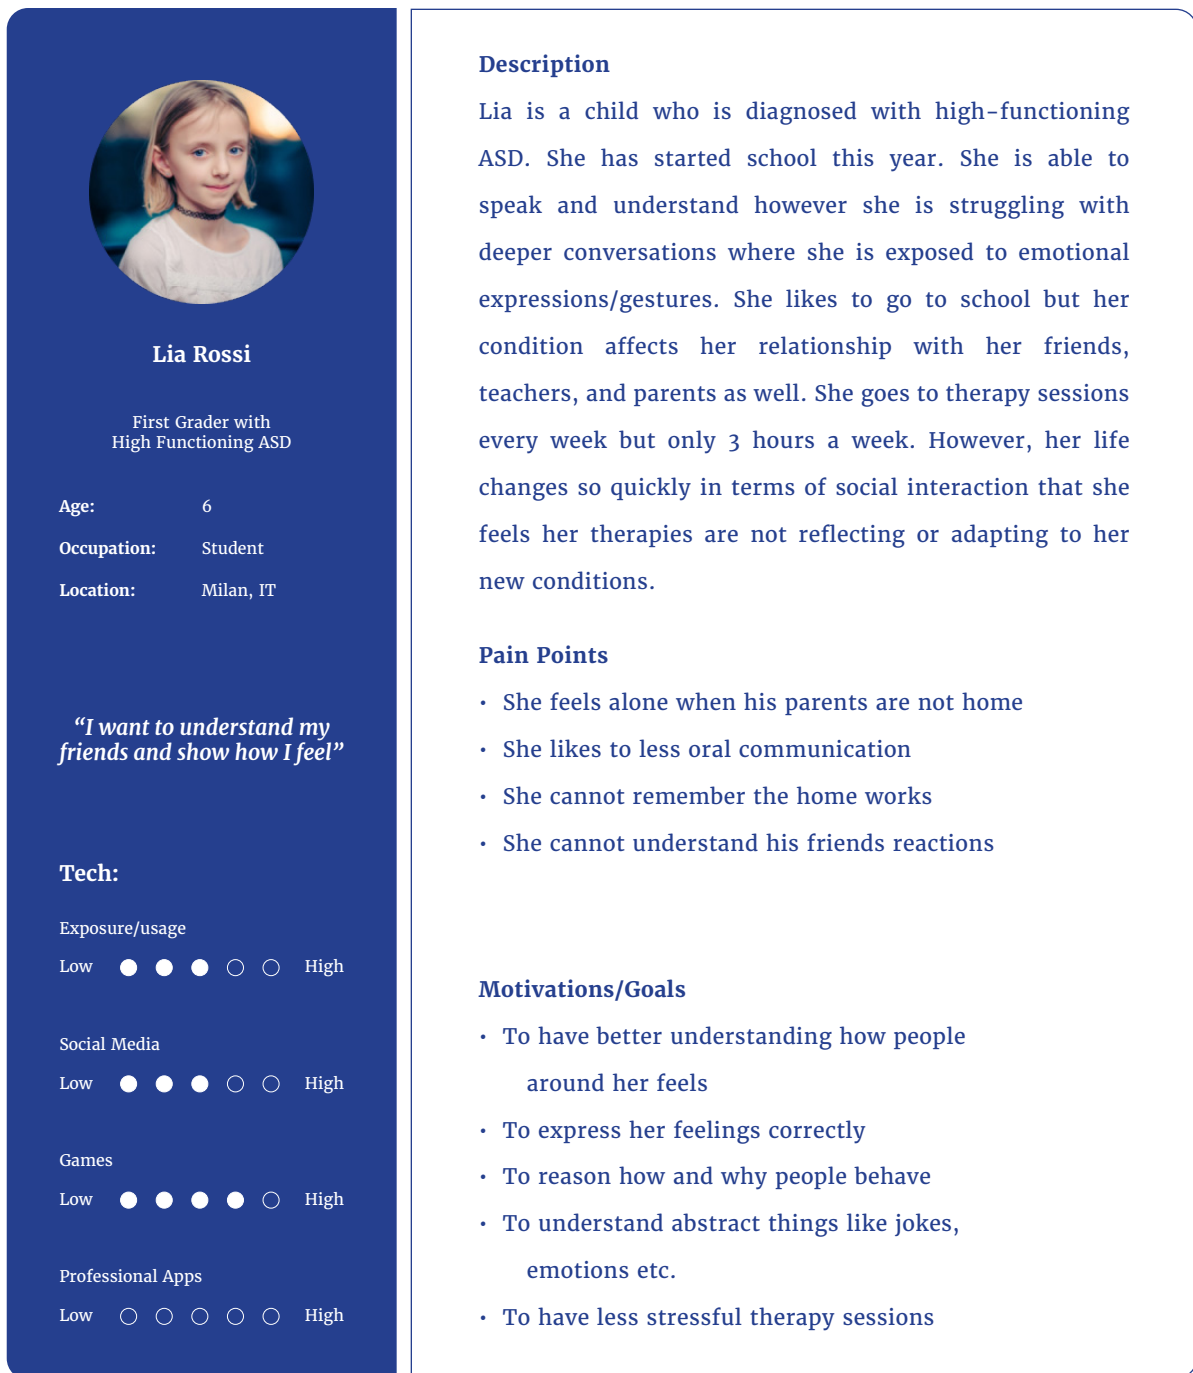 Lia Rossi
First Grader with
High Functioning ASD
Age: 6
Occupation: Student
Location: Milan, IT
“I want to understand my
friends and show how I feel”
Tech:
Exposure/usage
Low High
Social Media
Low High
Games
Low High
Professional Apps
Low High
Description
Lia is a child who is diagnosed with high-functioning
ASD. She has started school this year. She is able to
speak and understand however she is struggling with
deeper conversations where she is exposed to emotional
expressions/gestures. She likes to go to school but her
condition affects her relationship with her friends,
teachers, and parents as well. She goes to therapy sessions
every week but only 3 hours a week. However, her life
changes so quickly in terms of social interaction that she
feels her therapies are not reflecting or adapting to her
new conditions.
Pain Points
• She feels alone when his parents are not home
• She likes to less oral communication
• She cannot remember the home works
• She cannot understand his friends reactions
Motivations/Goals
• To have better understanding how people
around her feels
• To express her feelings correctly
• To reason how and why people behave
• To understand abstract things like jokes,
emotions etc.
• To have less stressful therapy sessions